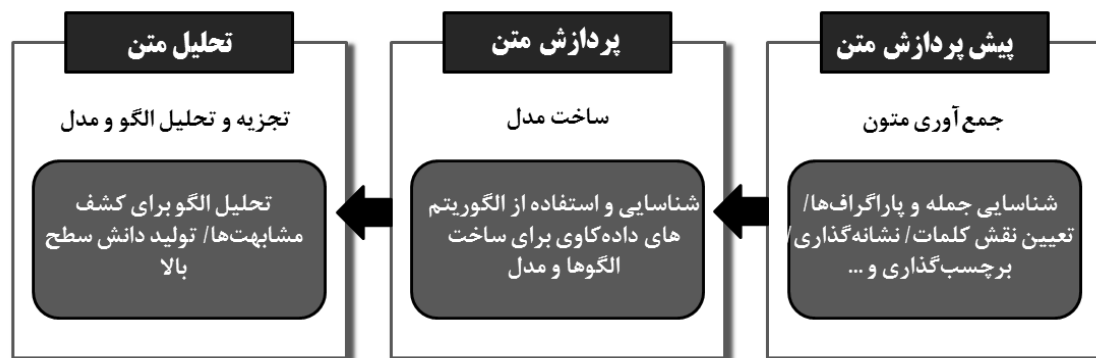 پیش پردازش متن
جمع‌آوری متون
شناسایی جمله و پاراگراف‌ها/
تعیین نقش کلمات/ نشانه‌گذاری/
برچسب‌گذاری و ...
پردازش متن
ساخت مدل
شناسایی و استفاده از الگوریتم
های داده‌کاوی برای ساخت
الگوها و مدل
تحلیل متن
تجزیه و تحلیل الگو و مدل
تحلیل الگو برای کشف
مشابهت‌ها/ تولید دانش سطح
بالا